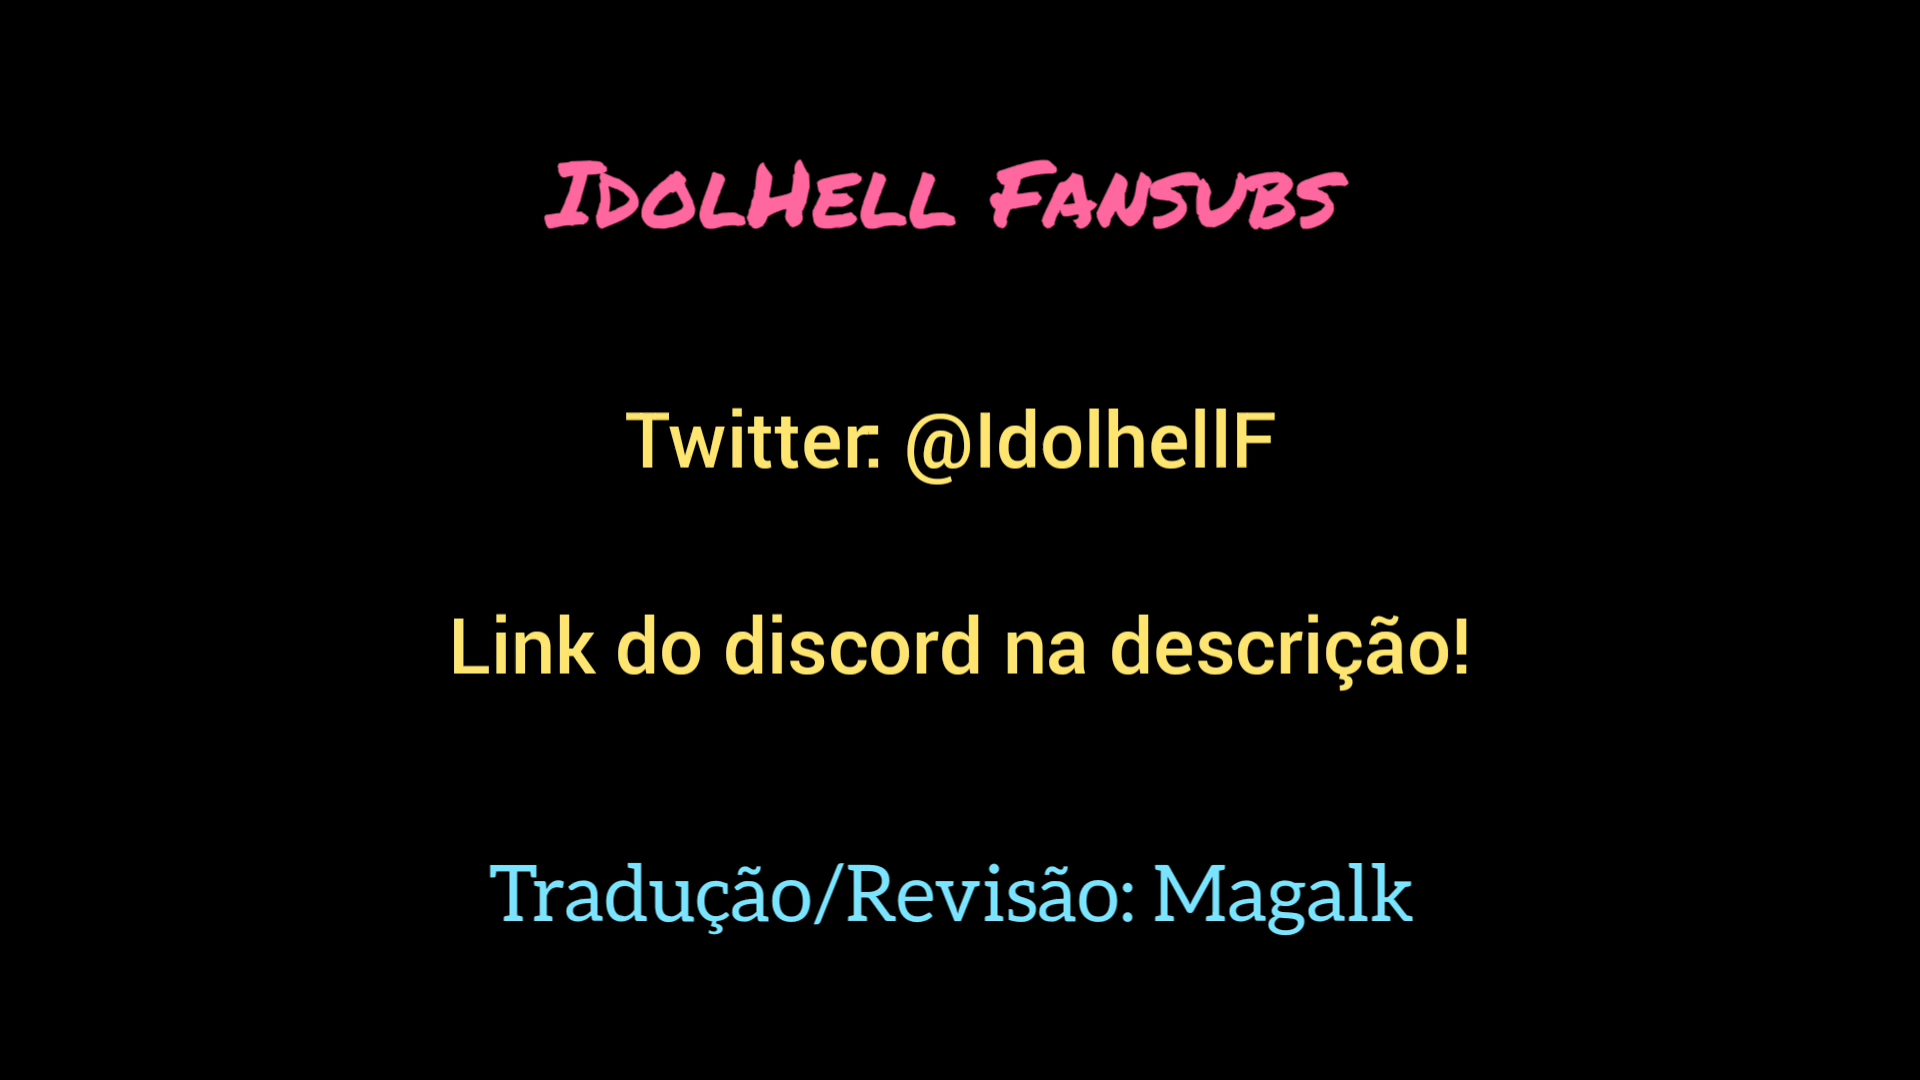 IdolHell Fansubs
Twitter: @IdolhellF
Link do discord na descrição!
Tradução/Revisão: Magalk